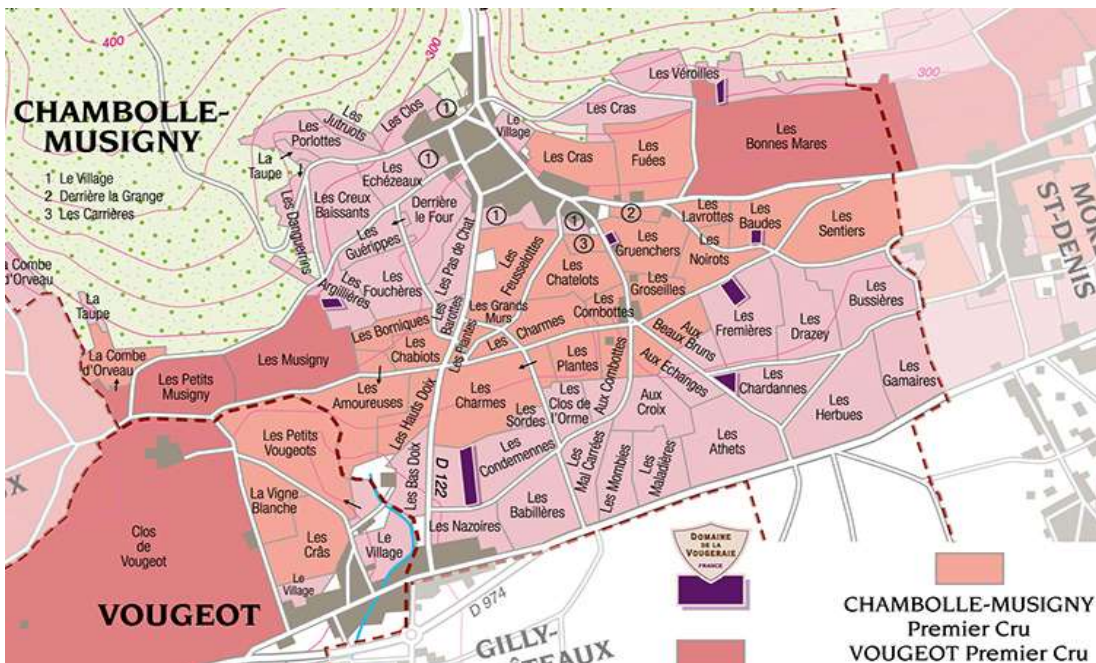 400
300
300
CHAMBOLLE-
MUSIGNY
1 Le Village
2 Derrière la Grange
3 Les Carrières
Les Véroilles
Les
Bonnes Mares
Les Cras
Le
Village
Les Cras
Les
Fuées
Les Clos
Les
Jutruots
Les
Porlottes
La
Taupe
Les
Echézeaux
Les Creux
Baissants
Derrière
le Four
Les
Guérippes
Les Danguerrins
Les Pas de Chat
1
1
1
1
2
3
Les
Feusselottes
Les
Chatelots
Les
Gruenchers
Les
Lavrottes
Les
Baudes
Les
Sentiers
Les
Noirots
Les
Groseilles
Les
Combottes
MOREY
ST-DENIS
La Combe
d'Orveau
La
Taupe
La Combe
d'Orveau
Argillières
Les
Fouchères
Les
Barottes
Les Grands
Murs
Les Borniques
Les
Chabiots
Les Plantes
Les Charmes
Les
Plantes
Aux
Beaux Bruns
Les
Fremières
Les
Drazey
Les
Bussières
Les
Gamaires
Les Musigny
Les Petits
Musigny
Les
Amoureuses
Les Hauts Doix
Les
Charmes
Les
Sordes
Les
Clos de
l'Orme
Aux Combottes
Aux Echanges
Aux
Croix
Les
Chardannes
Les
Herbues
Les
Athets
Les Petits
Vougeots
Les Bas Doix
D 122
Les
Condemennes
Les
Mal Carrées
Les Mombies
Les
Maladières
Les
Babillères
Les Nazoires
La Vigne
Blanche
Les
Crâs
Le
Village
Le
Village
Clos
de
Vougeot
VOUGEOT
D 974
GILLY-
DOMAINE
DE LA
VOUGERAIE
FRANCE
CHAMBOLLE-MUSIGNY
Premier Cru
VOUGEOT Premier Cru